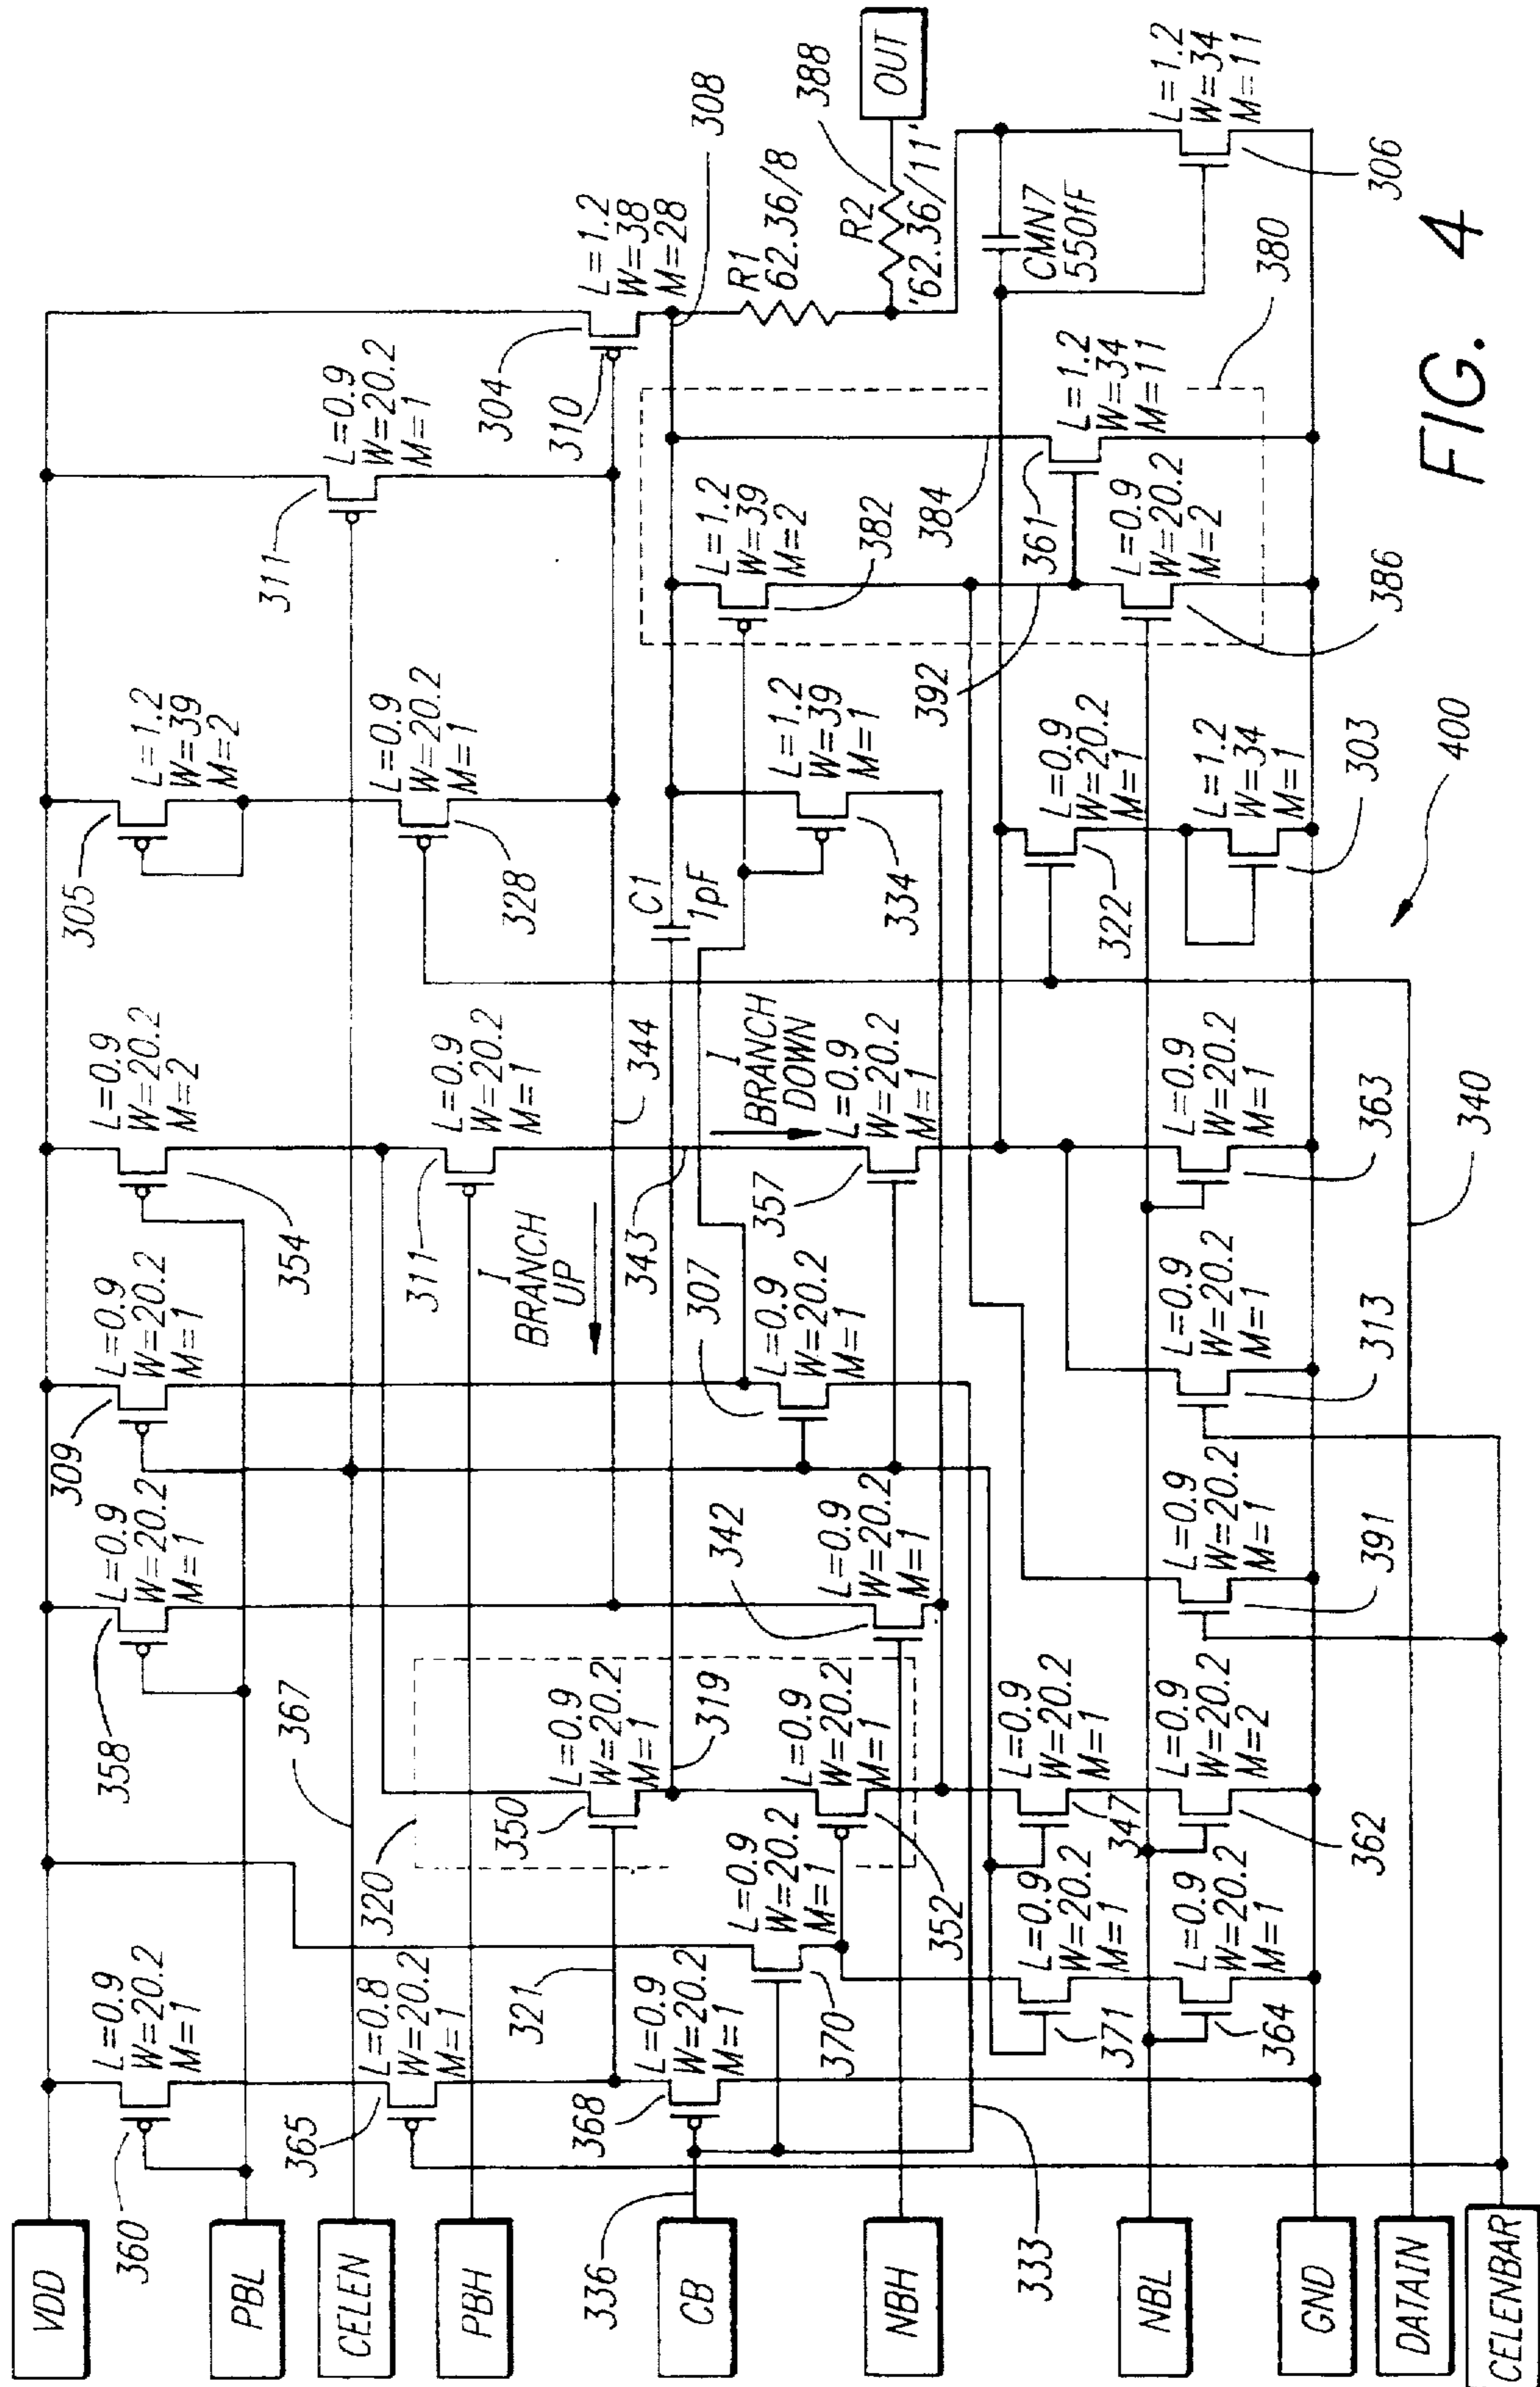 VDD
PBL
CELEN
PBH
CB
NBH
NBL
GND
DATAIN
CELENBAR
360
L=0.9
W=20.2
M=1
365
L=0.8
W=20.2
M=1
321
368
L=0.9
W=20.2
M=1
336
333
370
L=0.9
W=20.2
M=1
371
L=0.9
W=20.2
M=1
364
L=0.9
W=20.2
M=1
367
320
350
L=0.9
W=20.2
M=1
319
352
L=0.9
W=20.2
M=1
347
L=0.9
W=20.2
M=1
362
L=0.9
W=20.2
M=2
358
L=0.9
W=20.2
M=1
342
L=0.9
W=20.2
M=1
391
L=0.9
W=20.2
M=1
309
L=0.9
W=20.2
M=1
307
L=0.9
W=20.2
M=1
313
L=0.9
W=20.2
M=1
354
L=0.9
W=20.2
M=2
311
L=0.9
W=20.2
M=1
I
BRANCH
UP
343
344
I
BRANCH
DOWN
357
L=0.9
W=20.2
M=1
363
L=0.9
W=20.2
M=1
340
305
L=1.2
W=39
M=2
328
L=0.9
W=20.2
M=1
C1
1pF
334
L=1.2
W=39
M=1
322
L=0.9
W=20.2
M=1
303
L=1.2
W=34
M=1
400
311
L=0.9
W=20.2
M=1
304
310
L=1.2
W=38
M=28
308
382
L=1.2
W=39
M=2
392
384
361
L=1.2
W=34
M=11
386
L=0.9
W=20.2
M=2
380
R1
62.36/8
R2
'62.36/11'
388
OUT
CMN7
550fF
306
L=1.2
W=34
M=11
FIG. 4